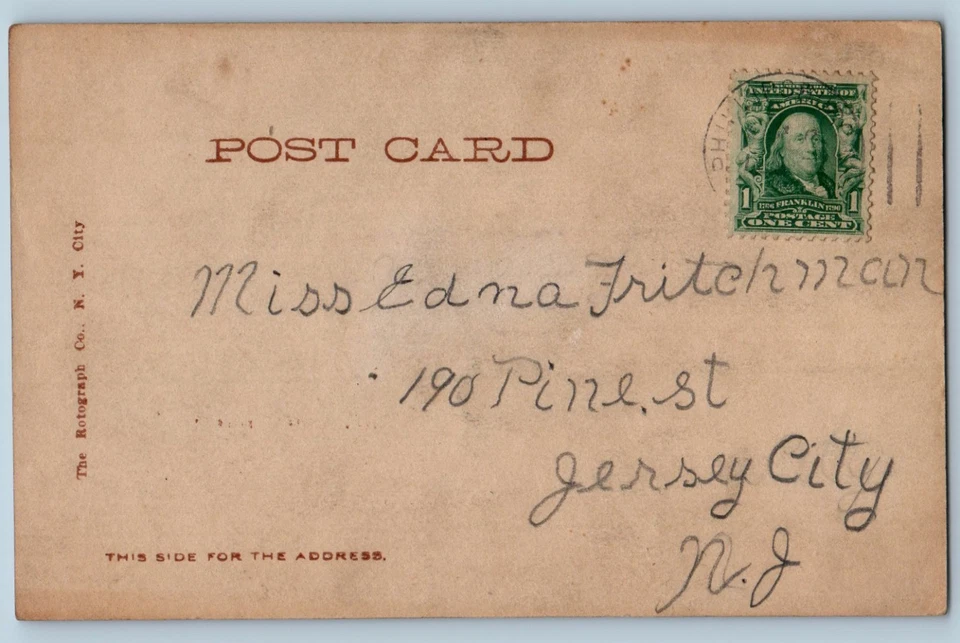 POST CARD
UNITED STATES OF
AMERICA
1 1706 FRANKLIN 1790 1
POSTAGE
ONE CENT
The Rotograph Co., N. Y. City
Miss Edna Fritchman
190 Pine. st
Jersey City
N.J
THIS SIDE FOR THE ADDRESS.